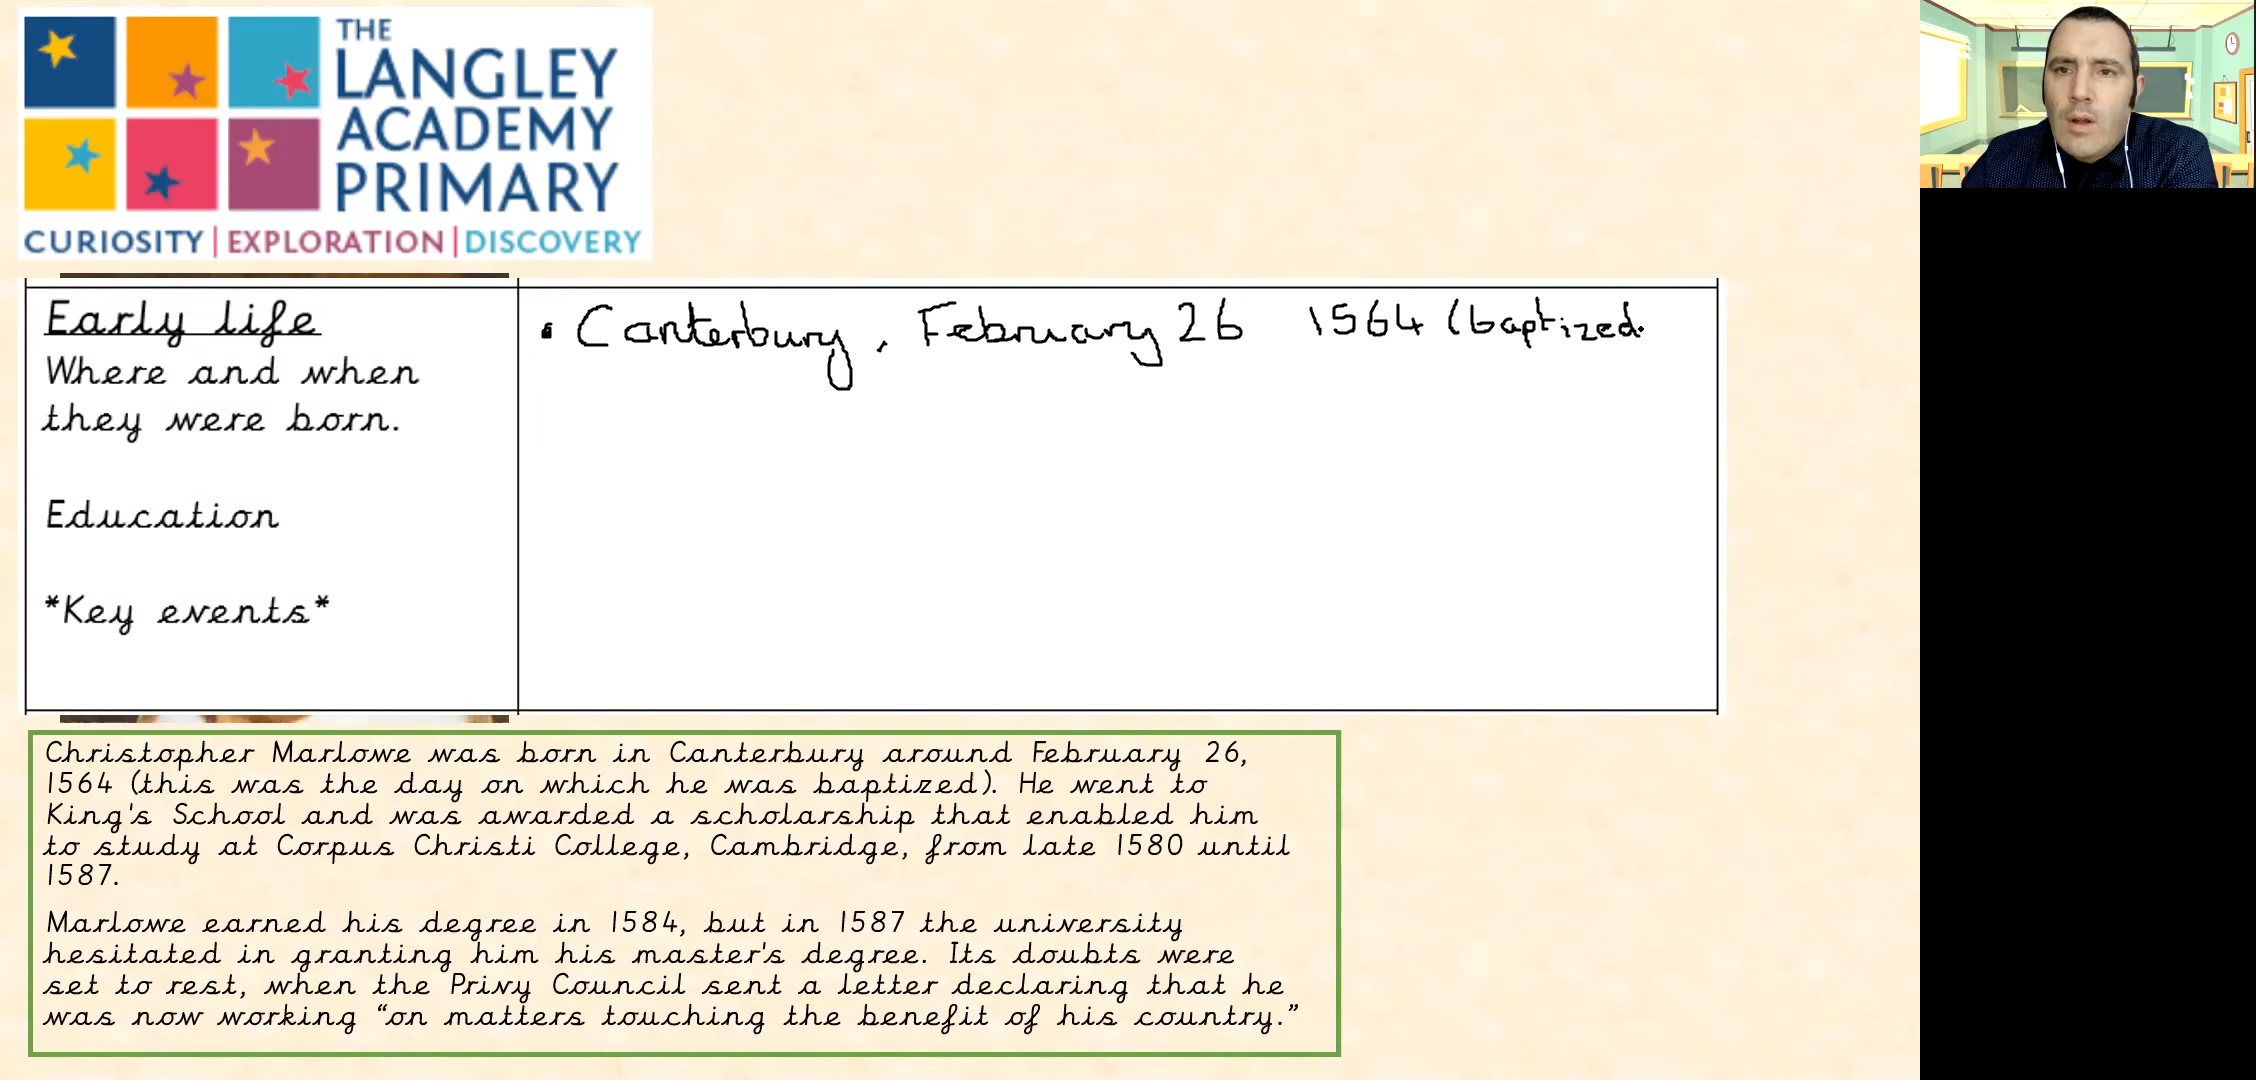 THE
LANGLEY
ACADEMY
PRIMARY
CURIOSITY | EXPLORATION | DISCOVERY
Early life
Where and when
they were born.
Education
*Key events*
• Canterbury, February 26 1564 (baptized
Christopher Marlowe was born in Canterbury around February 26,
1564 (this was the day on which he was baptized). He went to
King's School and was awarded a scholarship that enabled him
to study at Corpus Christi College, Cambridge, from late 1580 until
1587.
Marlowe earned his degree in 1584, but in 1587 the university
hesitated in granting him his master's degree. Its doubts were
set to rest, when the Privy Council sent a letter declaring that he
was now working “on matters touching the benefit of his country.”